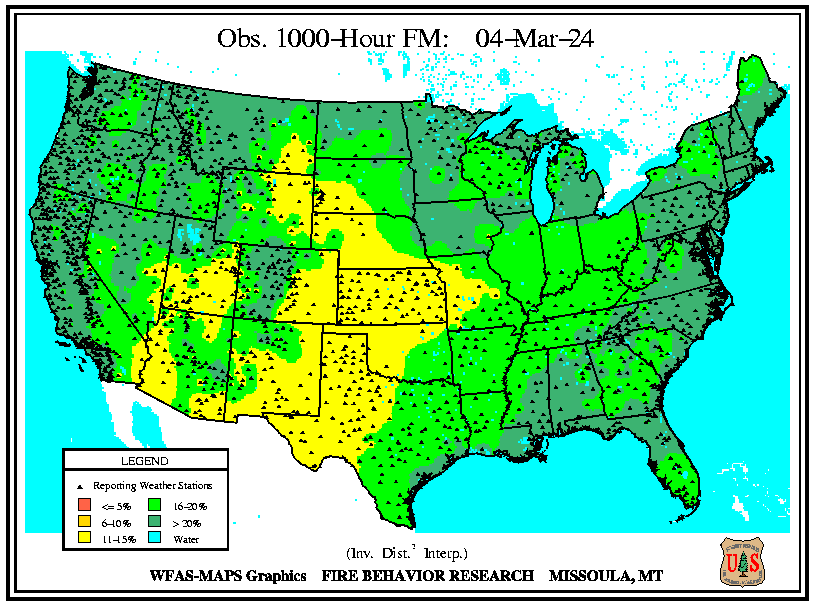 Obs. 1000-Hour FM: 04-Mar-24
LEGEND
Reporting Weather Stations
<= 5% 16-20%
6-10% > 20%
11-15% Water
(Inv. Dist.² Interp.)
WFAS-MAPS Graphics FIRE BEHAVIOR RESEARCH MISSOULA, MT
UAS